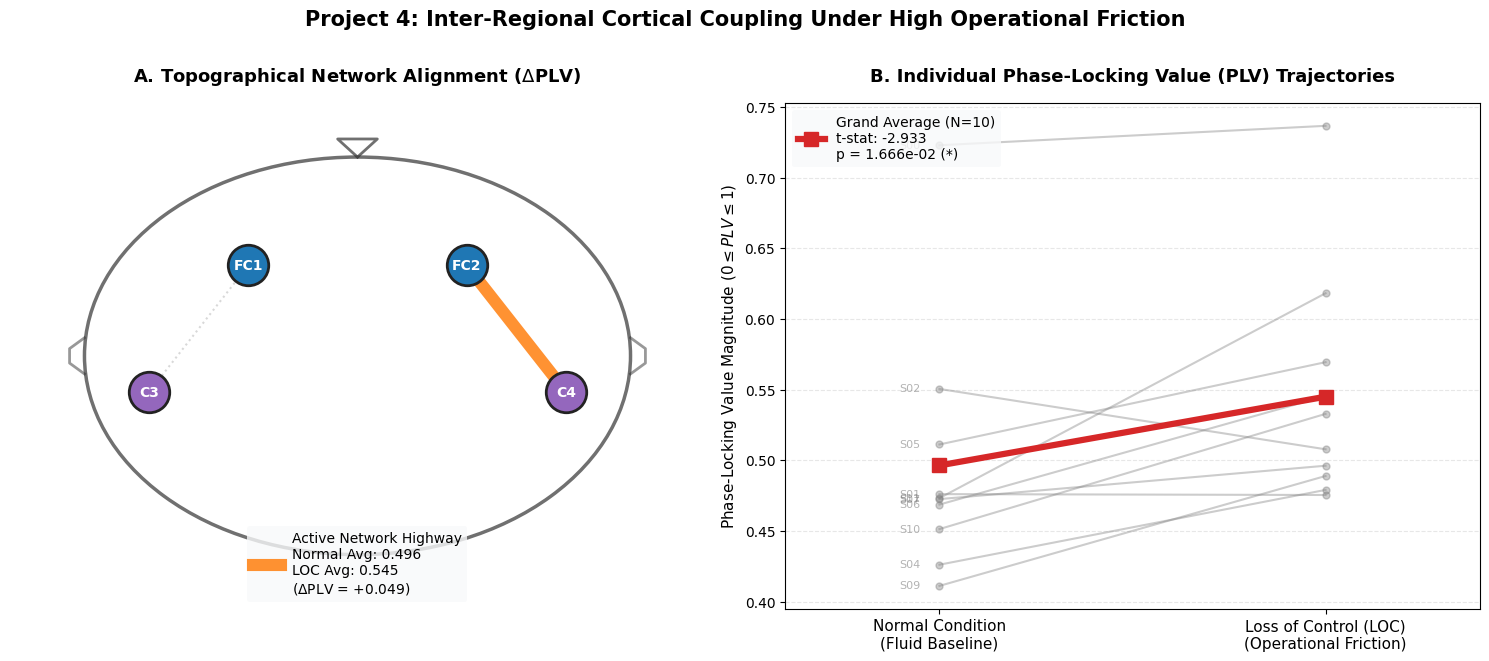 Project 4: Inter-Regional Cortical Coupling Under High Operational Friction
A. Topographical Network Alignment (ΔPLV)
FC1
FC2
C3
C4
Active Network Highway
Normal Avg: 0.496
LOC Avg: 0.545
(ΔPLV = +0.049)
B. Individual Phase-Locking Value (PLV) Trajectories
Phase-Locking Value Magnitude (0 ≤ PLV ≤ 1)
0.75
0.70
0.65
0.60
0.55
0.50
0.45
0.40
Grand Average (N=10)
t-stat: -2.933
p = 1.666e-02 (*)
S02
S05
S06
S10
S04
S09
Normal Condition
(Fluid Baseline)
Loss of Control (LOC)
(Operational Friction)